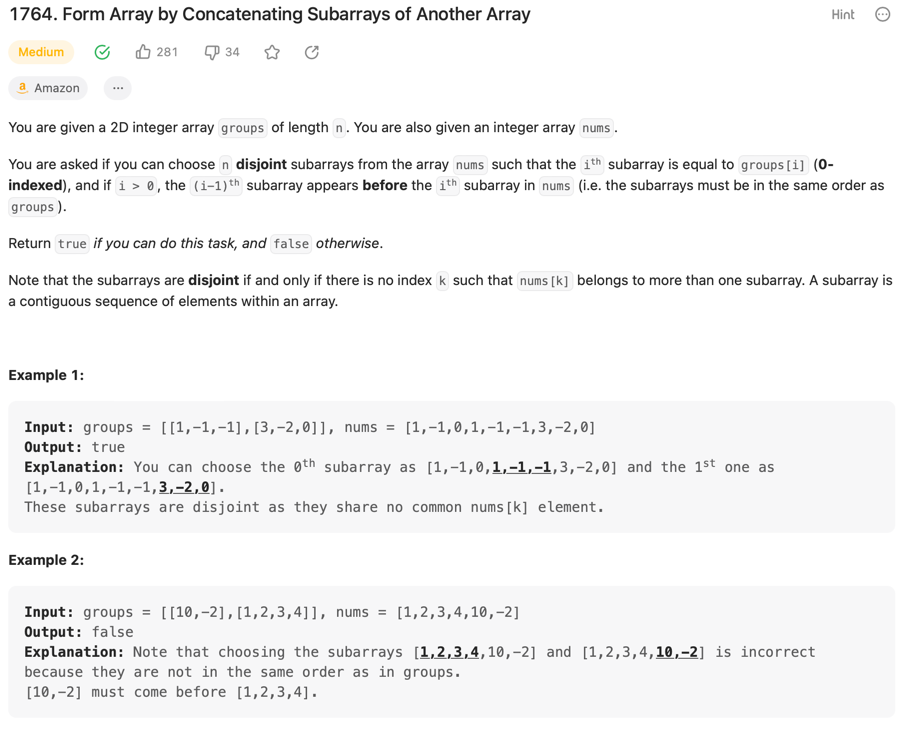 1764. Form Array by Concatenating Subarrays of Another Array
Hint
Medium
281
34
Amazon
You are given a 2D integer array groups of length n. You are also given an integer array nums.
You are asked if you can choose n disjoint subarrays from the array nums such that the ith subarray is equal to groups[i] (0-
indexed), and if i > 0, the (i-1)th subarray appears before the ith subarray in nums (i.e. the subarrays must be in the same order as
groups).
Return true if you can do this task, and false otherwise.
Note that the subarrays are disjoint if and only if there is no index k such that nums[k] belongs to more than one subarray. A subarray is
a contiguous sequence of elements within an array.
Example 1:
Input: groups = [[1,-1,-1],[3,-2,0]], nums = [1,-1,0,1,-1,-1,3,-2,0]
Output: true
Explanation: You can choose the 0th subarray as [1,-1,0,1,-1,-1,3,-2,0] and the 1st one as
[1,-1,0,1,-1,-1,3,-2,0].
These subarrays are disjoint as they share no common nums[k] element.
Example 2:
Input: groups = [[10,-2],[1,2,3,4]], nums = [1,2,3,4,10,-2]
Output: false
Explanation: Note that choosing the subarrays [1,2,3,4,10,-2] and [1,2,3,4,10,-2] is incorrect
because they are not in the same order as in groups.
[10,-2] must come before [1,2,3,4].